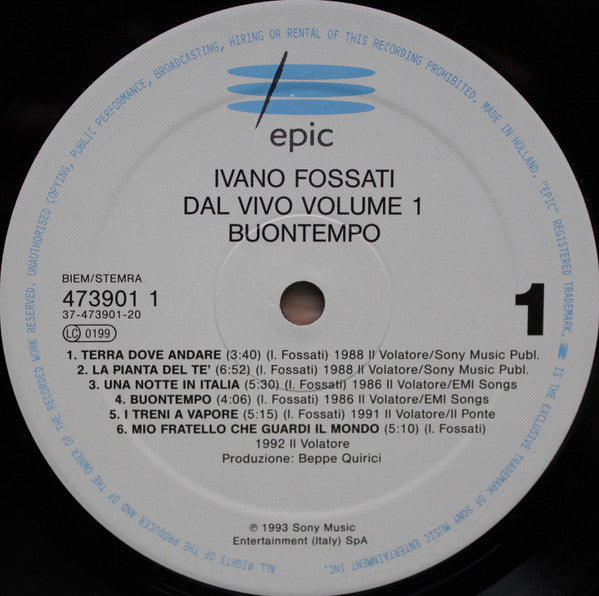 epic
IVANO FOSSATI
DAL VIVO VOLUME 1
BUONTEMPO
BIEM/STEMRA
473901 1
37-473901-20
LC 0199
1
1. TERRA DOVE ANDARE (3:40) (I. Fossati) 1988 Il Volatore/Sony Music Publ.
2. LA PIANTA DEL TE' (6:52) (I. Fossati) 1988 Il Volatore/Sony Music Publ.
3. UNA NOTTE IN ITALIA (5:30) (I. Fossati) 1986 Il Volatore/EMI Songs
4. BUONTEMPO (4:06) (I. Fossati) 1986 Il Volatore/EMI Songs
5. I TRENI A VAPORE (5:15) (I. Fossati) 1991 Il Volatore/Il Ponte
6. MIO FRATELLO CHE GUARDI IL MONDO (5:10) (I. Fossati)
1992 Il Volatore
Produzione: Beppe Quirici
℗ 1993 Sony Music
Entertainment (Italy) SpA
ALL RIGHTS OF THE PRODUCER AND OF THE OWNER OF THE RECORDED WORK RESERVED. UNAUTHORISED COPYING, PUBLIC PERFORMANCE, BROADCASTING, HIRING OR RENTAL OF THIS RECORDING PROHIBITED. MADE IN HOLLAND. "EPIC" REGISTERED TRADEMARK. IS THE EXCLUSIVE TRADEMARK OF SONY MUSIC ENTERTAINMENT INC.